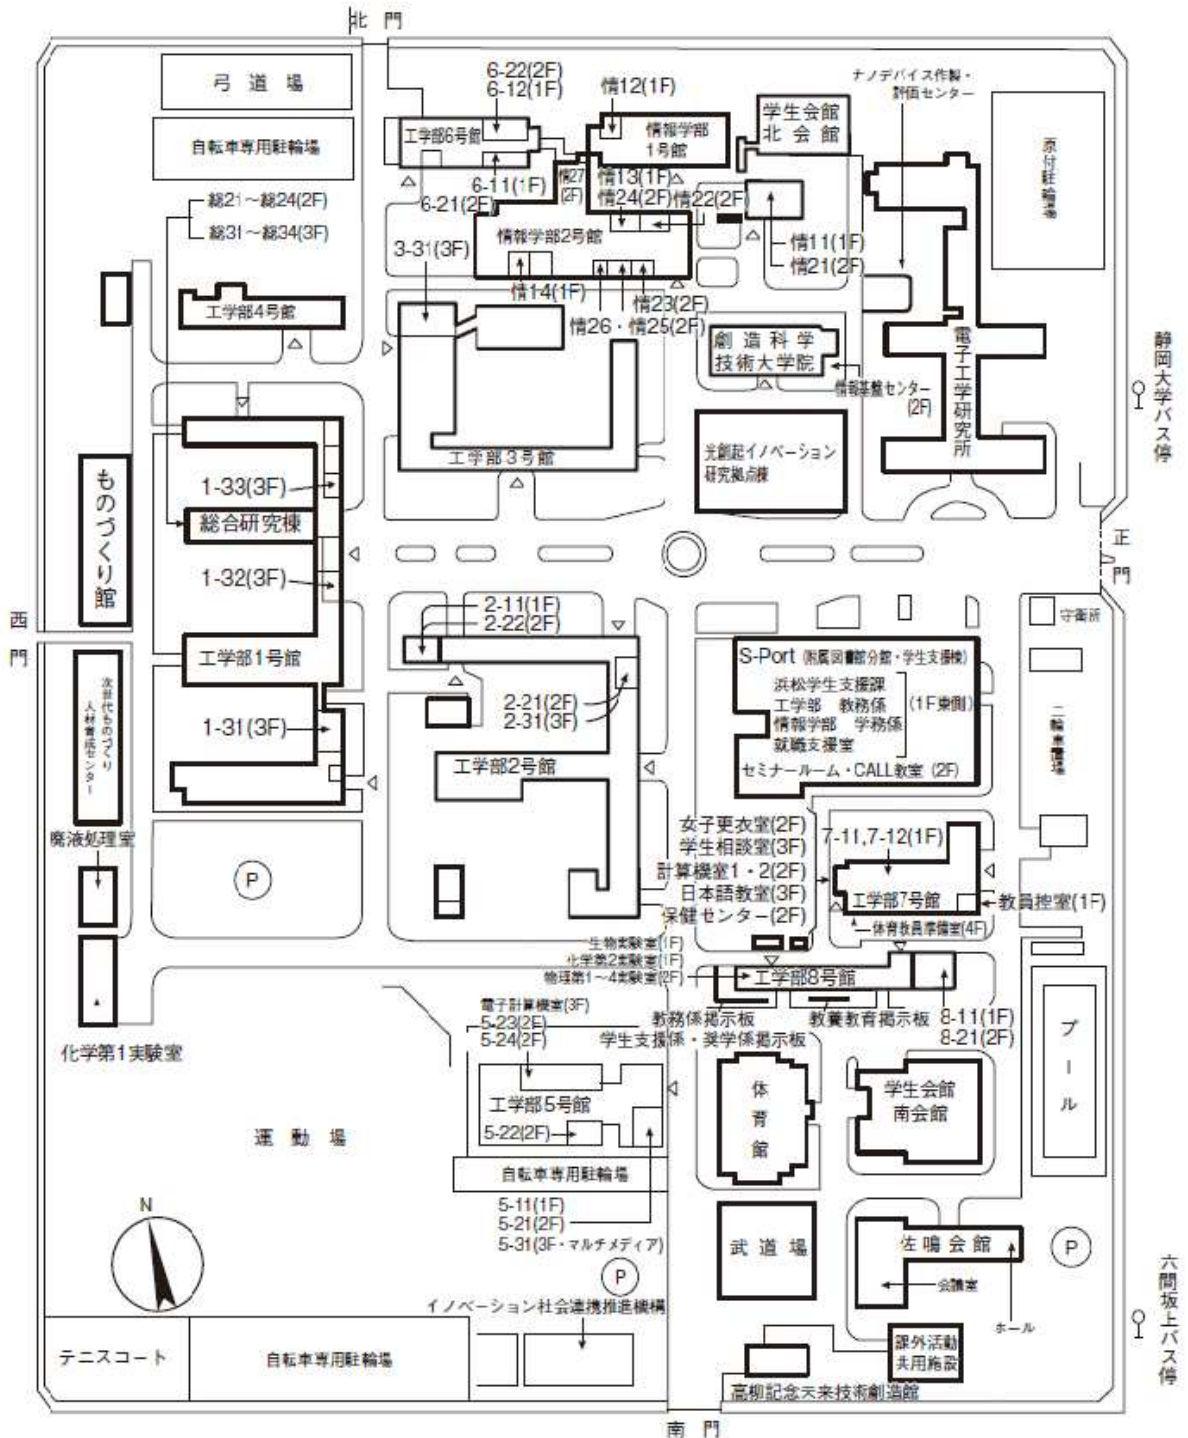 北門
弓道場
自転車専用駐輪場
総21～総24(2F)
総31～総34(3F)
6-22(2F)
6-12(1F)
工学部6号館
6-11(1F)
6-21(2F)
情12(1F)
情報学部
1号館
情27
(2F)
情13(1F)
情24(2F)
情22(2F)
学生会館
北会館
ナノデバイス作製・
評価センター
原付駐輪場
情報学部2号館
3-31(3F)
情14(1F)
情23(2F)
情26・情25(2F)
情11(1F)
情21(2F)
工学部4号館
創造科学
技術大学院
情報基盤センター
(2F)
電子工学研究所
静岡大学バス停
工学部3号館
光創起イノベーション
研究拠点棟
ものづくり館
1-33(3F)
総合研究棟
1-32(3F)
工学部1号館
1-31(3F)
西門
正門
守衛所
二輪車置場
次世代ものづくり
人材育成センター
2-11(1F)
2-22(2F)
2-21(2F)
2-31(3F)
工学部2号館
S-Port (附属図書館分館・学生支援棟)
浜松学生支援課
工学部 教務係
情報学部 学務係
就職支援室
(1F東側)
セミナールーム・CALL教室 (2F)
廃液処理室
P
女子更衣室(2F)
学生相談室(3F)
計算機室1・2(2F)
日本語教室(3F)
保健センター(2F)
7-11,7-12(1F)
工学部7号館
教員控室(1F)
体育教員準備室(4F)
生物実験室(1F)
化学第2実験室(1F)
物理第1～4実験室(2F)
工学部8号館
教務係掲示板
教養教育掲示板
学生支援係・奨学係掲示板
8-11(1F)
8-21(2F)
化学第1実験室
電子計算機室(3F)
5-23(2F)
5-24(2F)
工学部5号館
5-22(2F)
自転車専用駐輪場
5-11(1F)
5-21(2F)
5-31(3F・マルチメディア)
運動場
体育館
学生会館
南会館
プール
N
P
武道場
佐鳴会館
会議室
ホール
P
六間坂上バス停
イノベーション社会連携推進機構
テニスコート
自転車専用駐輪場
課外活動
共用施設
高柳記念未来技術創造館
南門